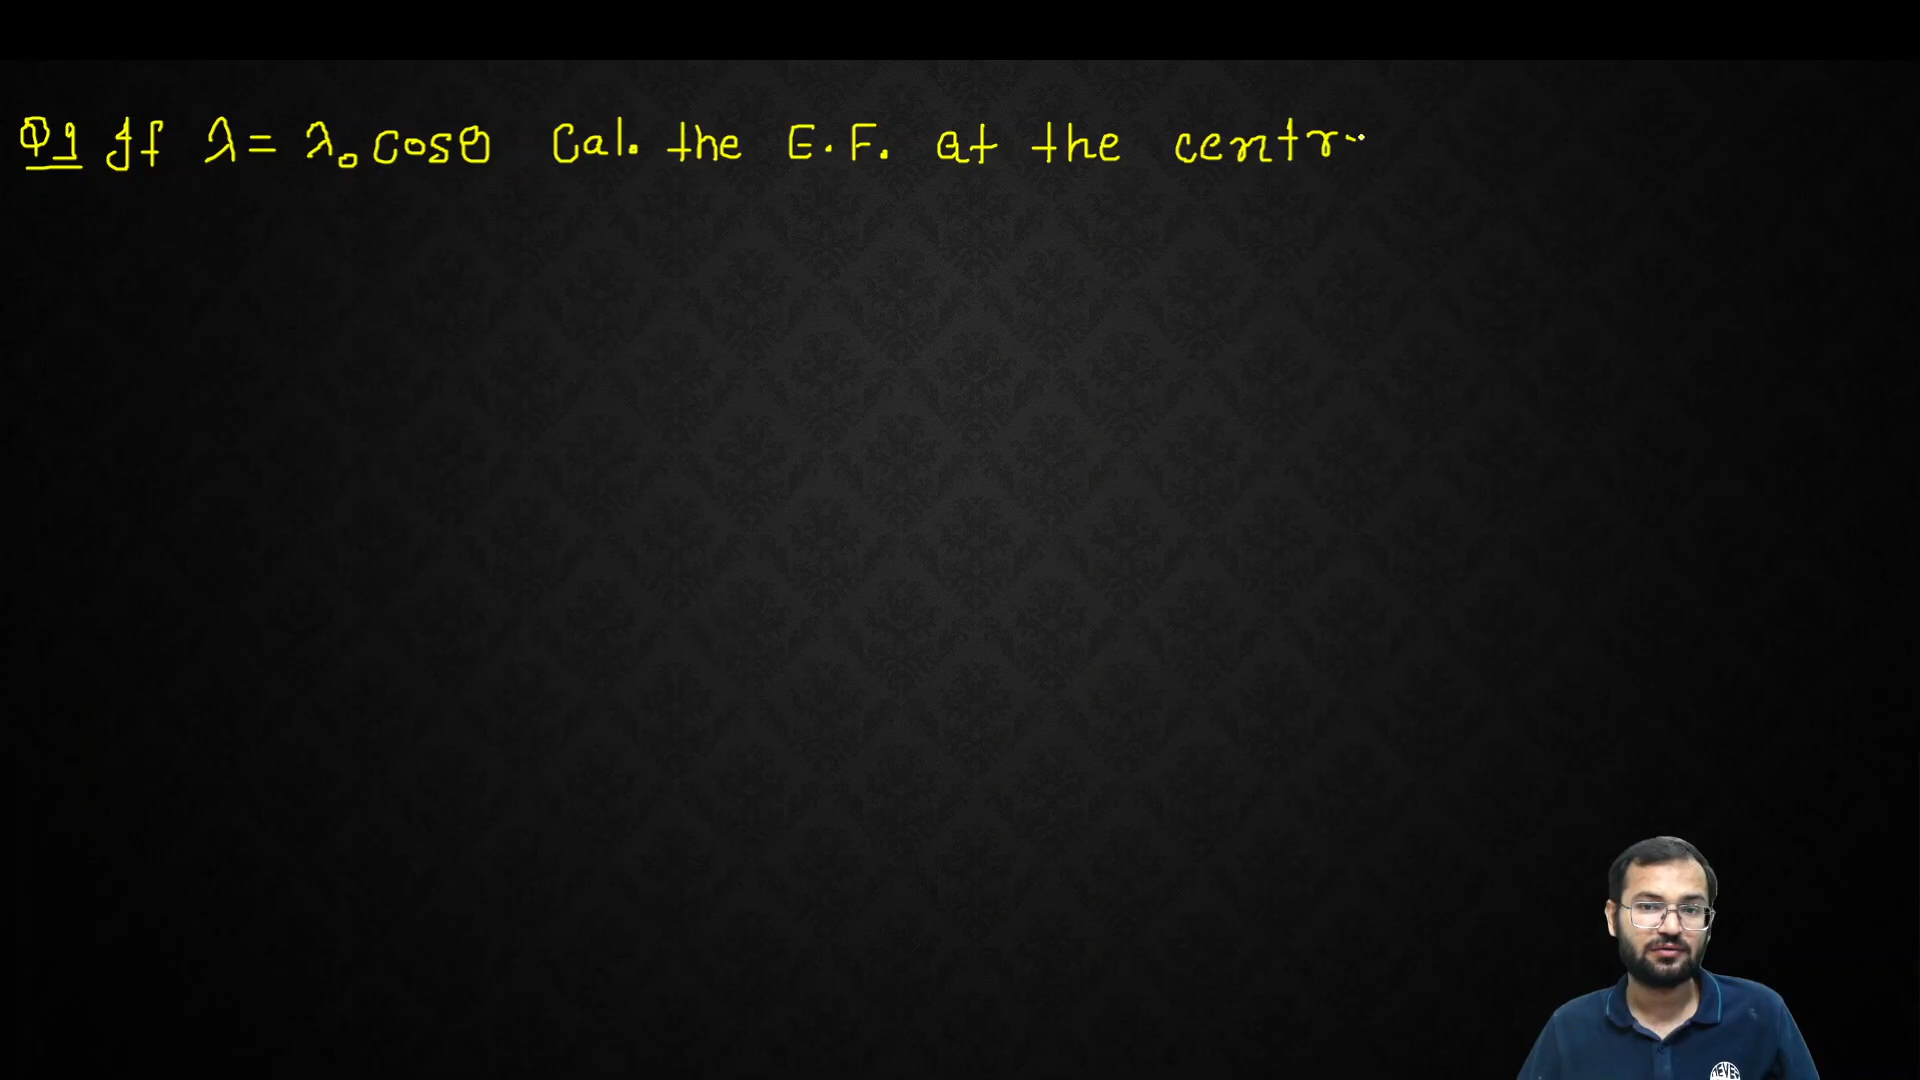 Q1 If λ = λ₀ cosθ Cal. the E.F. at the centr